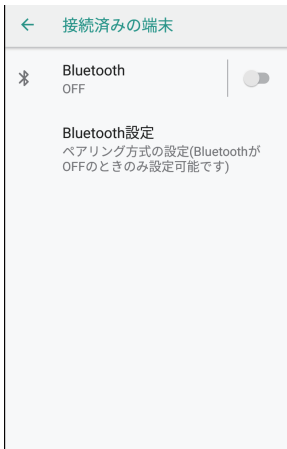 接続済みの端末
Bluetooth
OFF
Bluetooth設定
ペアリング方式の設定(Bluetoothが
OFFのときのみ設定可能です)